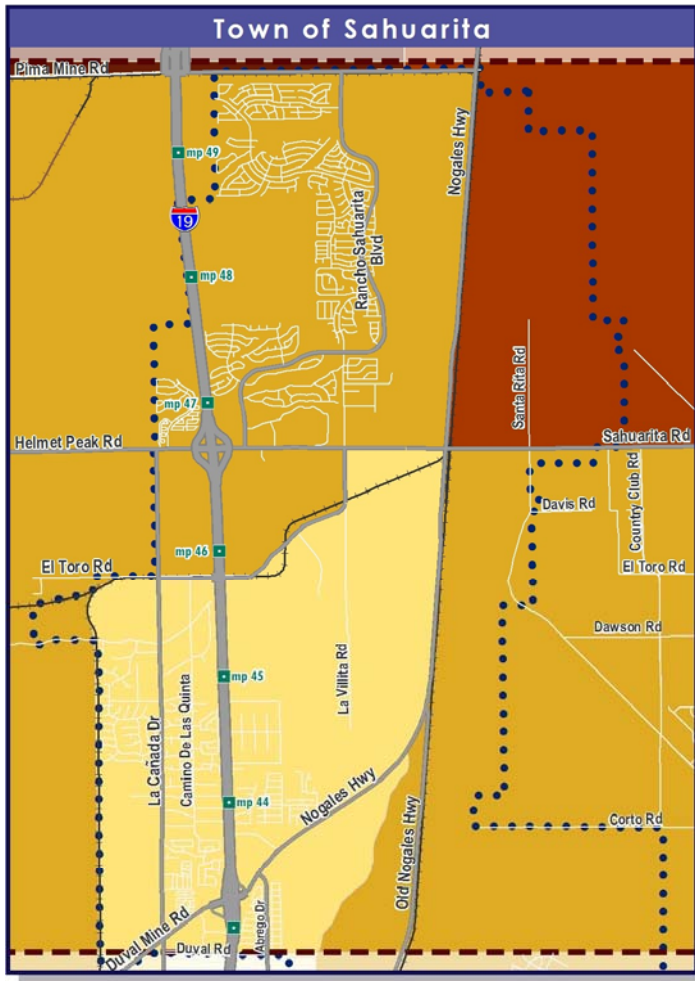 Town of Sahuarita
Pima Mine Rd
Nogales Hwy
mp 49
19
Rancho Sahuarita
Blvd
mp 48
Santa Rita Rd
mp 47
Helmet Peak Rd
Sahuarita Rd
Country Club Rd
Davis Rd
mp 46
El Toro Rd
El Toro Rd
Dawson Rd
La Villita Rd
mp 45
La Cañada Dr
Camino De Las Quinta
mp 44
Nogales Hwy
Corto Rd
Old Nogales Hwy
Abrego Dr
Duval Mine Rd
Duval Rd